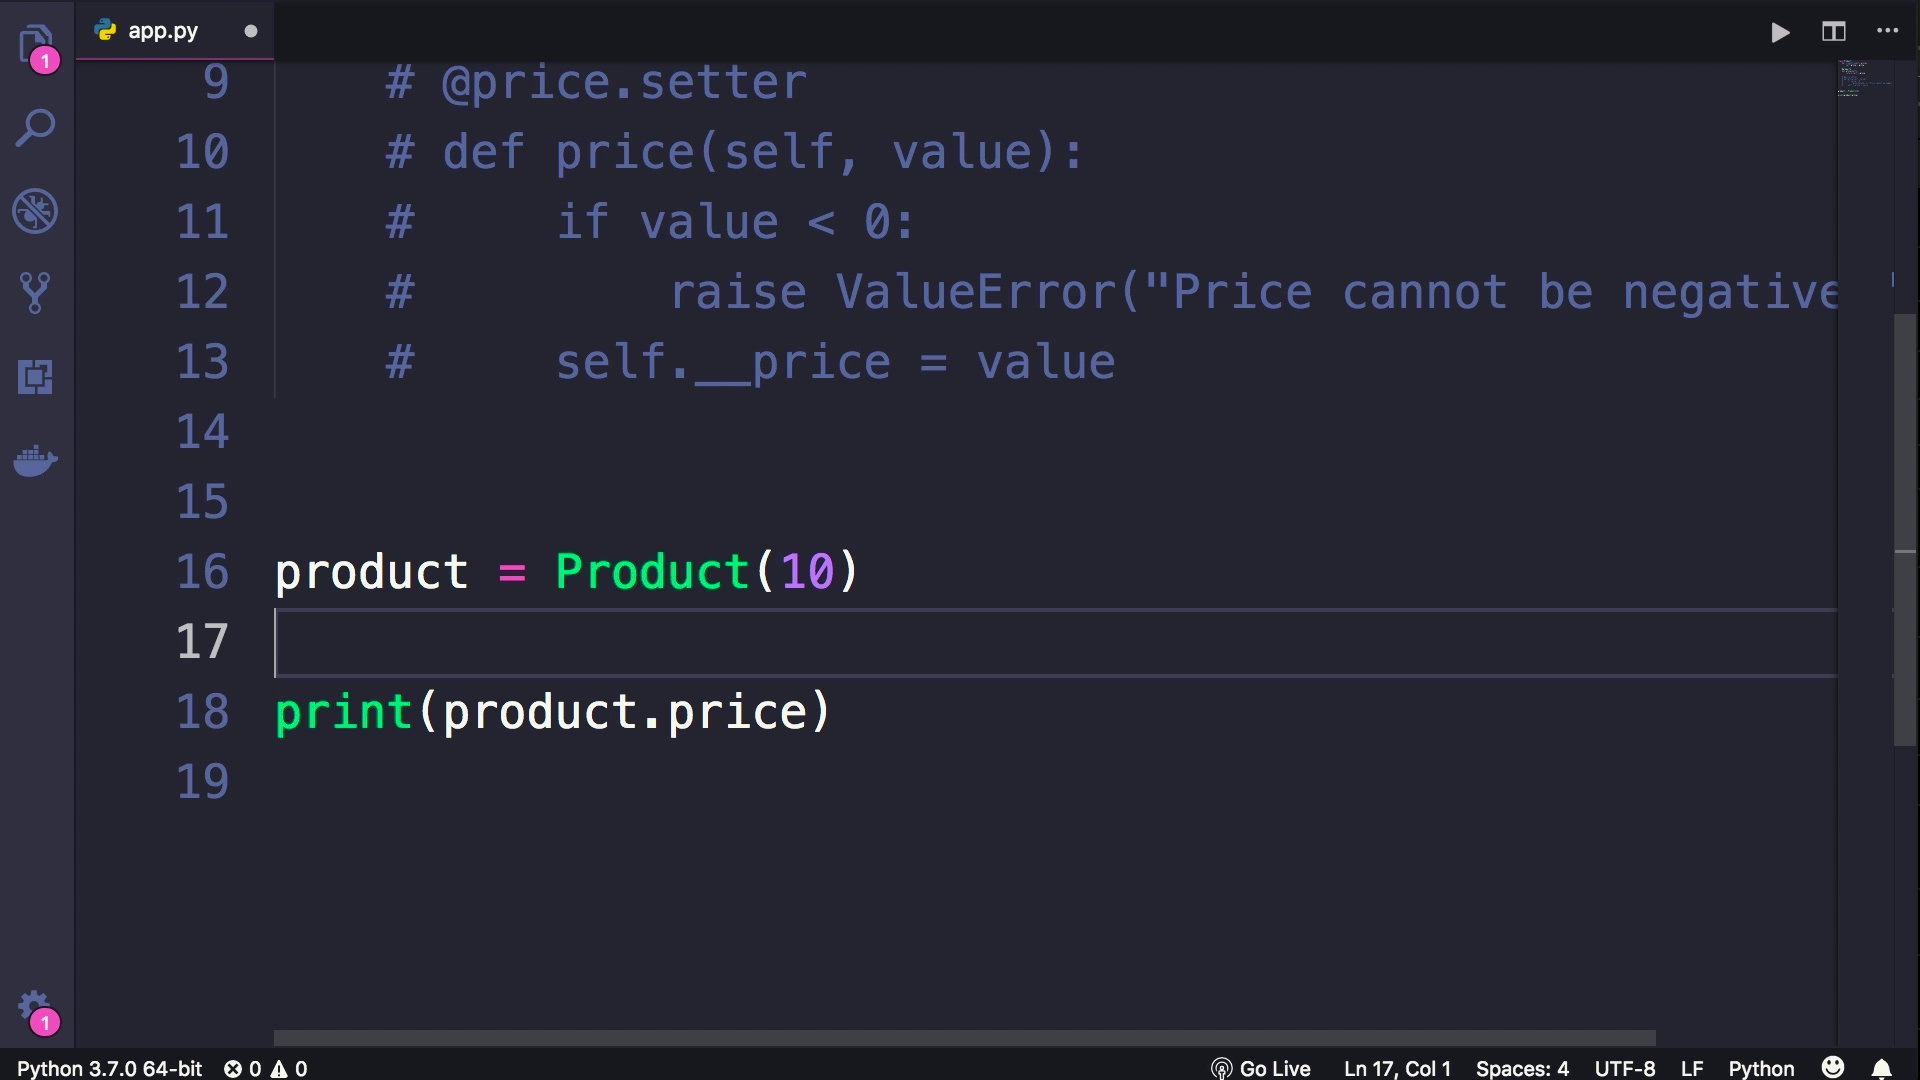 app.py
1
9 # @price.setter
10 # def price(self, value):
11 # if value < 0:
12 # raise ValueError("Price cannot be negative
13 # self.__price = value
14
15
16 product = Product(10)
17
18 print(product.price)
19
1
Python 3.7.0 64-bit 0 0 Go Live Ln 17, Col 1 Spaces: 4 UTF-8 LF Python